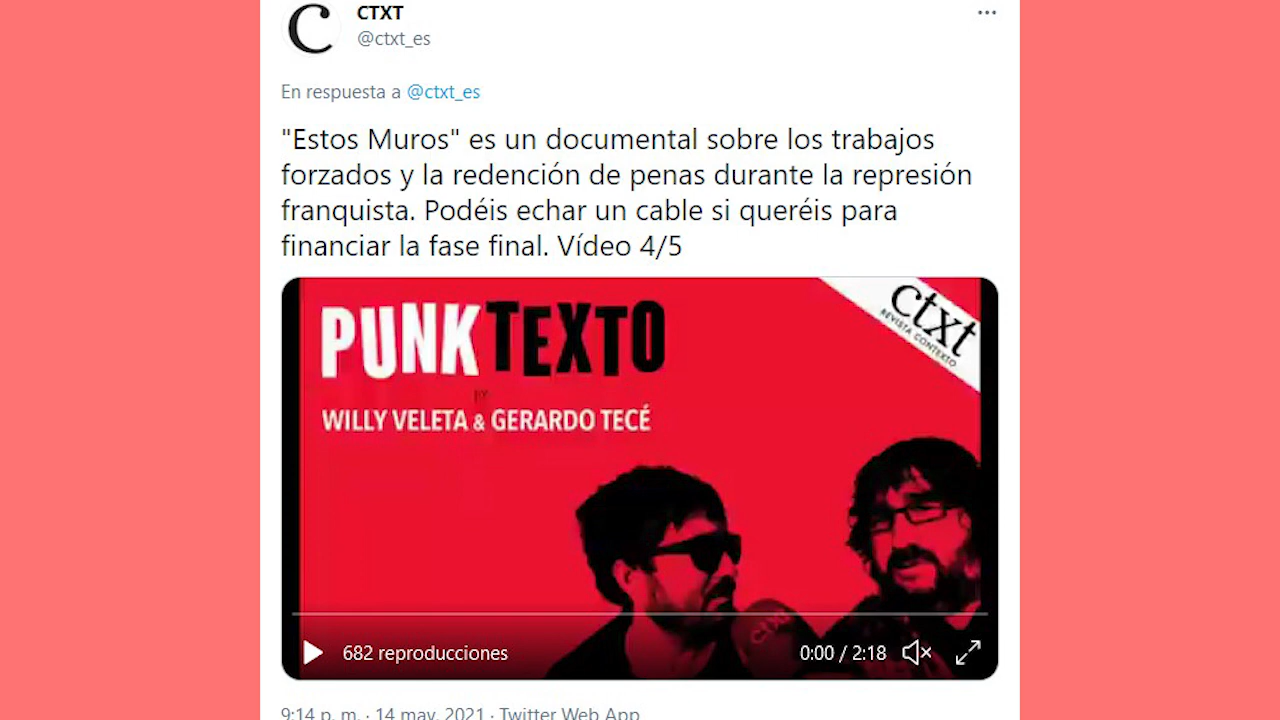 CTXT
@ctxt_es
En respuesta a @ctxt_es
"Estos Muros" es un documental sobre los trabajos
forzados y la redención de penas durante la represión
franquista. Podéis echar un cable si queréis para
financiar la fase final. Vídeo 4/5
PUNKTEXTO
BY
WILLY VELETA & GERARDO TECÉ
ctxt
REVISTA CONTEXTO
ctxt
682 reproducciones
0:00 / 2:18
9:14 p. m. · 14 may. 2021 · Twitter Web App